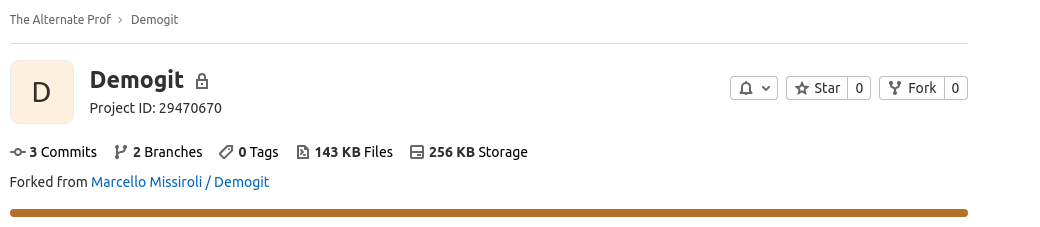 The Alternate Prof › Demogit
D
Demogit
Project ID: 29470670
Star 0
Fork 0
3 Commits 2 Branches 0 Tags 143 KB Files 256 KB Storage
Forked from Marcello Missiroli / Demogit